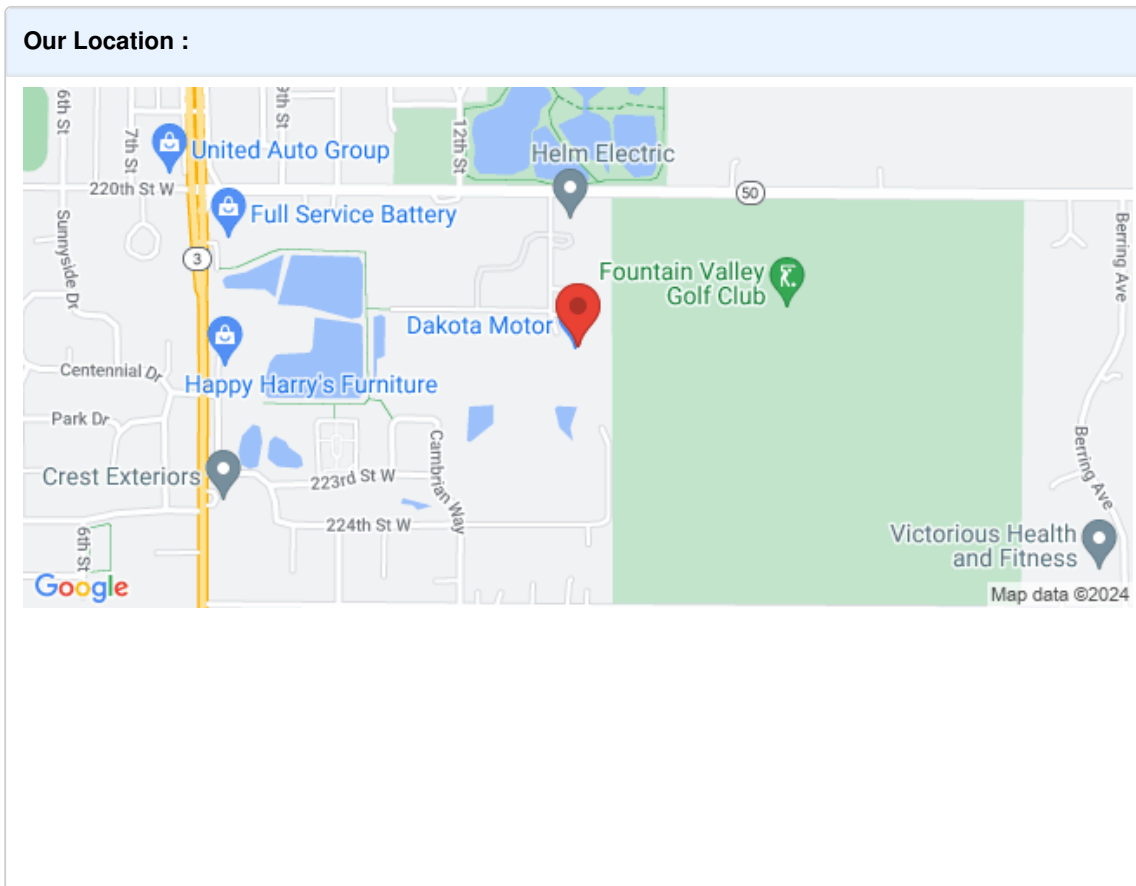 Our Location :
6th St
7th St
9th St
12th St
United Auto Group
Helm Electric
220th St W
50
Full Service Battery
Sunnyside Dr
3
Fountain Valley
Golf Club
Berring Ave
Dakota Motor
Centennial Dr
Happy Harry's Furniture
Park Dr
Cambrian Way
Berring Ave
Crest Exteriors
223rd St W
224th St W
6th St
Victorious Health
and Fitness
Google
Map data ©2024